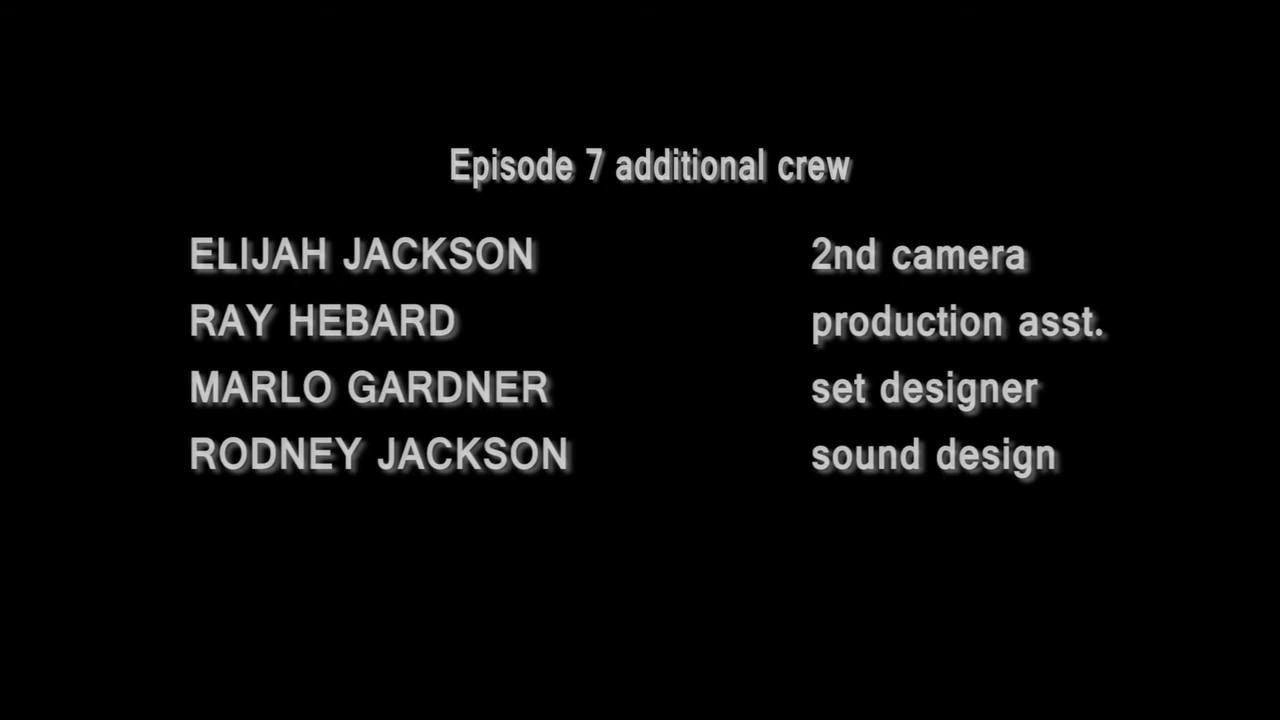 Episode 7 additional crew
ELIJAH JACKSON 2nd camera
RAY HEBARD production asst.
MARLO GARDNER set designer
RODNEY JACKSON sound design